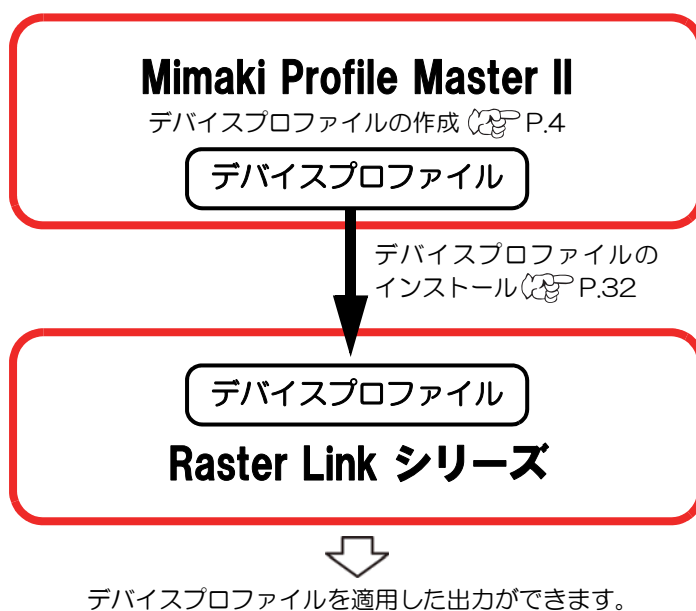 Mimaki Profile Master II
デバイスプロファイルの作成 ( P.4
デバイスプロファイル
デバイスプロファイルの
インストール ( P.32
デバイスプロファイル
Raster Link シリーズ
デバイスプロファイルを適用した出力ができます。